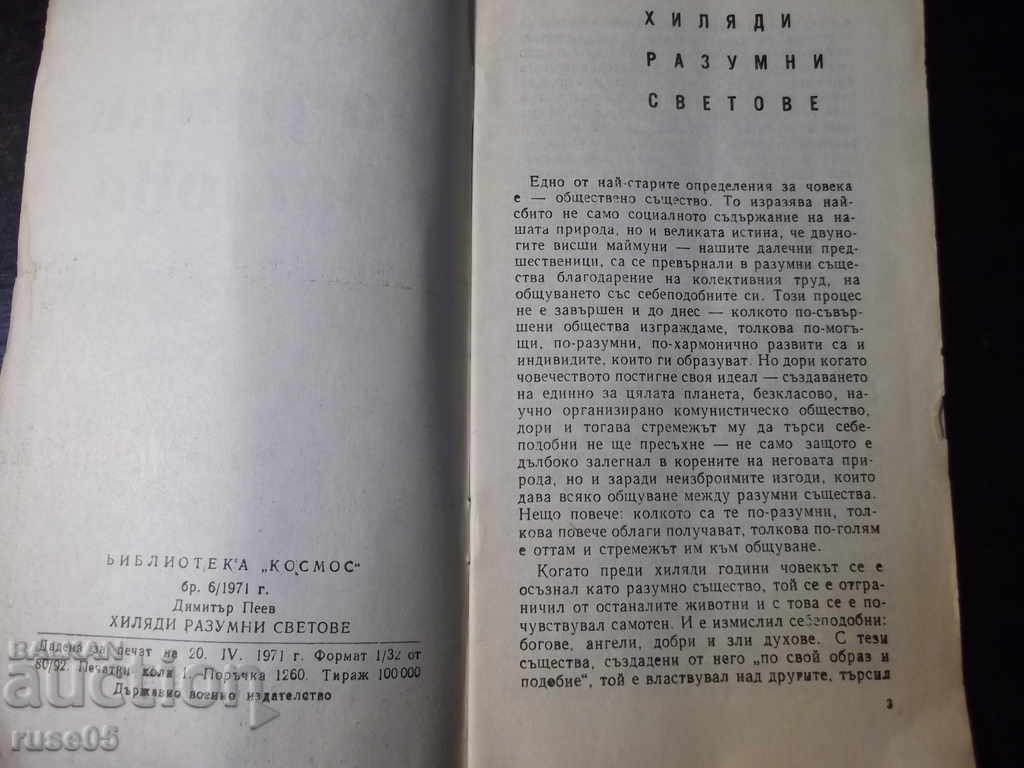 БИБЛИОТЕКА „КОСМОС"
бр. 6/1971 г.
Димитър Пеев
ХИЛЯДИ РАЗУМНИ СВЕТОВЕ
Дадена за печат на 20. IV. 1971 г. Формат 1/32 от
80/92. Печатни коли 1. Поръчка 1260. Тираж 100 000
Държавно военно издателство
BALKAN
auction
ruse05
ХИЛЯДИ
РАЗУМНИ
СВЕТОВЕ
Едно от най-старите определения за човека
е — обществено същество. То изразява най-
сбито не само социалното съдържание на на-
шата природа, но и великата истина, че двуно-
гите висши маймуни — нашите далечни пред-
шественици, са се превърнали в разумни съще-
ства благодарение на колективния труд, на
общуването със себеподобните си. Този процес
не е завършен и до днес — колкото по-съвър-
шени общества изграждаме, толкова по-могъ-
щи, по-разумни, по-хармонично развити са и
индивидите, които ги образуват. Но дори когато
човечеството постигне своя идеал — създаването
на единно за цялата планета, безкласово, на-
учно организирано комунистическо общество,
дори и тогава стремежът му да търси себе-
подобни не ще пресъхне — не само защото е
дълбоко залегнал в корените на неговата при-
рода, но и заради неизброимите изгоди, които
дава всяко общуване между разумни същества.
Нещо повече: колкото са те по-разумни, тол-
кова повече облаги получават, толкова по-голям
е оттам и стремежът им към общуване.
Когато преди хиляди години човекът се е
осъзнал като разумно същество, той се е отгра-
ничил от останалите животни и с това се е по-
чувствувал самотен. И е измислил себеподобни:
богове, ангели, добри и зли духове. С тези
същества, създадени от него „по свой образ и
подобие", той е властвувал над другите, търсил
3